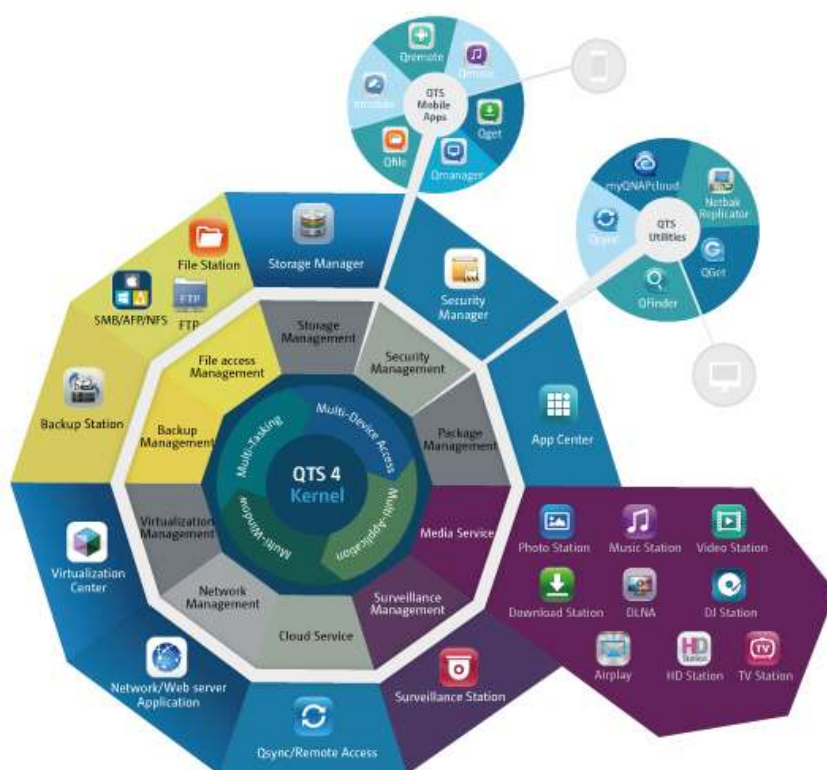 Qremote
Qmusic
QTS
Mobile
Apps
Qget
Qfile
Qmanager
myQNAPcloud
Netbak
Replicator
Qsync
QTS
Utilities
QGet
QFinder
File Station
Storage Manager
Security
Manager
SMB/AFP/NFS
FTP
Storage
Management
File access
Management
Security
Management
Backup Station
Backup
Management
Multi-Tasking
Multi-Device Access
Package
Management
App Center
QTS 4
Kernel
Multi-Window
Multi-Application
Virtualization
Management
Media Service
Virtualization
Center
Network
Management
Surveillance
Management
Cloud Service
Photo Station
Music Station
Video Station
Download Station
DLNA
DJ Station
Airplay
HD Station
TV Station
Network/Web server
Application
Surveillance Station
Qsync/Remote Access
FTP
HD
Station
TV